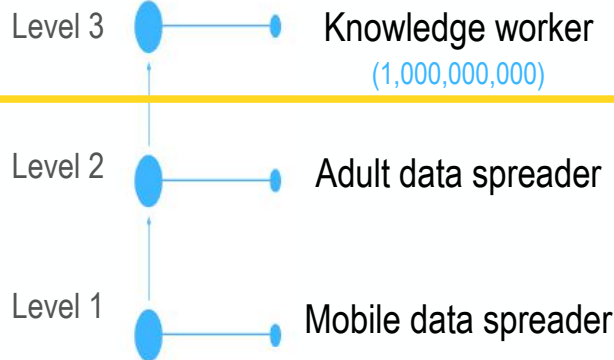 Level 3
Knowledge worker
(1,000,000,000)
Level 2
Adult data spreader
Level 1
Mobile data spreader